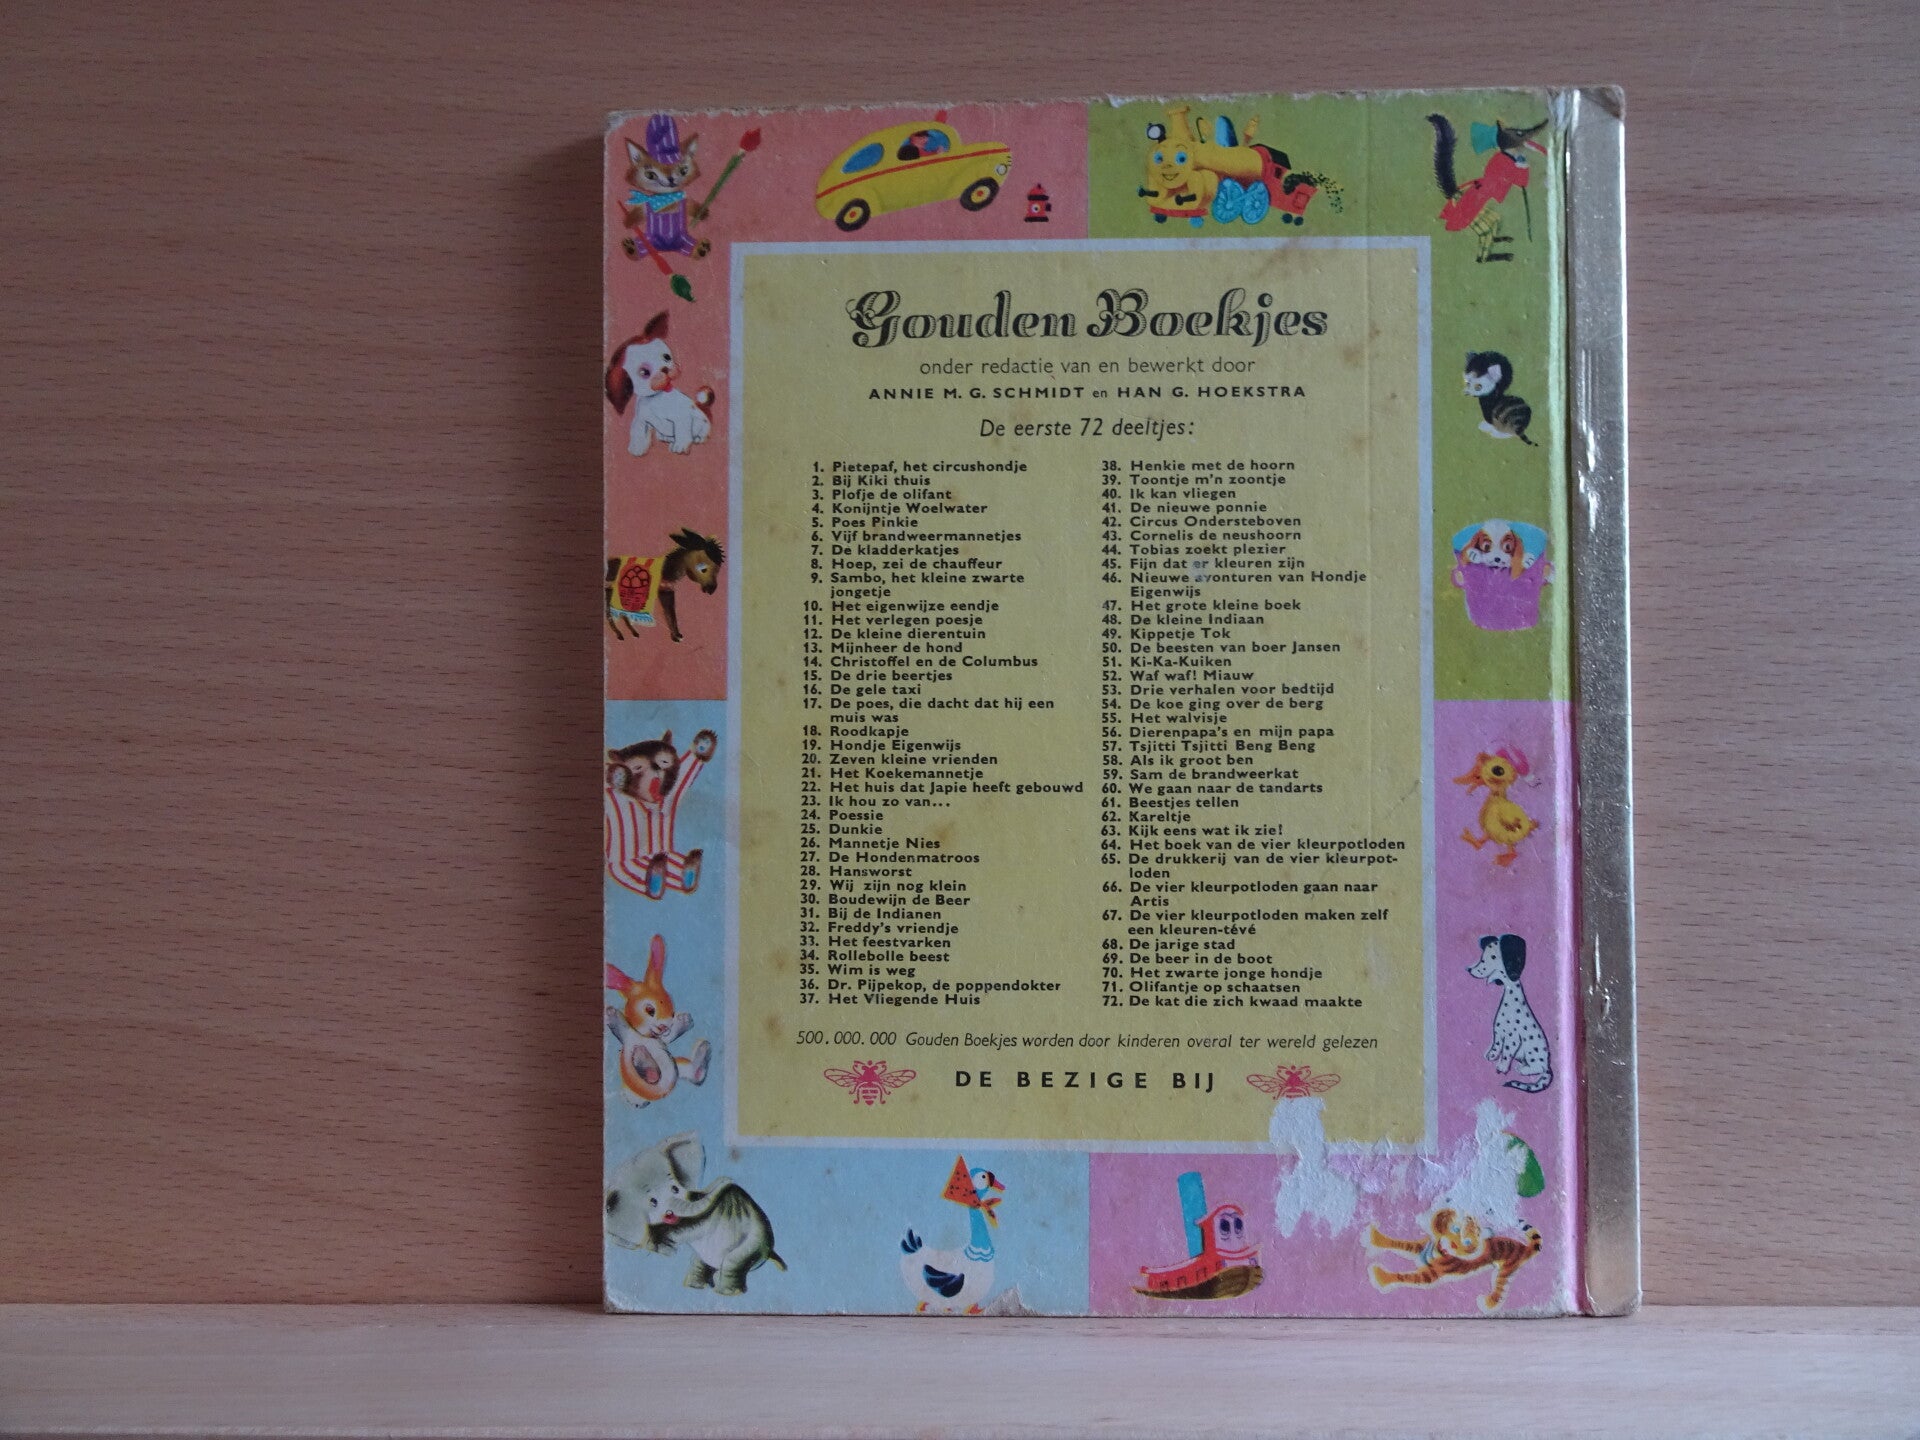 Gouden Boekjes
onder redactie van en bewerkt door
ANNIE M. G. SCHMIDT en HAN G. HOEKSTRA
De eerste 72 deeltjes:
1. Pietepaf, het circushondje
2. Bij Kiki thuis
3. Plofje de olifant
4. Konijntje Woelwater
5. Poes Pinkie
6. Vijf brandweermannetjes
7. De kladderkatjes
8. Hoep, zei de chauffeur
9. Sambo, het kleine zwarte
jongetje
10. Het eigenwijze eendje
11. Het verlegen poesje
12. De kleine dierentuin
13. Mijnheer de hond
14. Christoffel en de Columbus
15. De drie beertjes
16. De gele taxi
17. De poes, die dacht dat hij een
muis was
18. Roodkapje
19. Hondje Eigenwijs
20. Zeven kleine vrienden
21. Het Koekemannetje
22. Het huis dat Japie heeft gebouwd
23. Ik hou zo van...
24. Poessie
25. Dunkie
26. Mannetje Nies
27. De Hondenmatroos
28. Hansworst
29. Wij zijn nog klein
30. Boudewijn de Beer
31. Bij de Indianen
32. Freddy's vriendje
33. Het feestvarken
34. Rollebolle beest
35. Wim is weg
36. Dr. Pijpekop, de poppendokter
37. Het Vliegende Huis
38. Henkie met de hoorn
39. Toontje m'n zoontje
40. Ik kan vliegen
41. De nieuwe ponnie
42. Circus Ondersteboven
43. Cornelis de neushoorn
44. Tobias zoekt plezier
45. Fijn dat er kleuren zijn
46. Nieuwe avonturen van Hondje
Eigenwijs
47. Het grote kleine boek
48. De kleine Indiaan
49. Kippetje Tok
50. De beesten van boer Jansen
51. Ki-Ka-Kuiken
52. Waf waf! Miauw
53. Drie verhalen voor bedtijd
54. De koe ging over de berg
55. Het walvisje
56. Dierenpapa's en mijn papa
57. Tsjitti Tsjitti Beng Beng
58. Als ik groot ben
59. Sam de brandweerkat
60. We gaan naar de tandarts
61. Beestjes tellen
62. Kareltje
63. Kijk eens wat ik zie!
64. Het boek van de vier kleurpotloden
65. De drukkerij van de vier kleurpot-
loden
66. De vier kleurpotloden gaan naar
Artis
67. De vier kleurpotloden maken zelf
een kleuren-tévé
68. De jarige stad
69. De beer in de boot
70. Het zwarte jonge hondje
71. Olifantje op schaatsen
72. De kat die zich kwaad maakte
500.000.000 Gouden Boekjes worden door kinderen overal ter wereld gelezen
DE BEZIGE BIJ